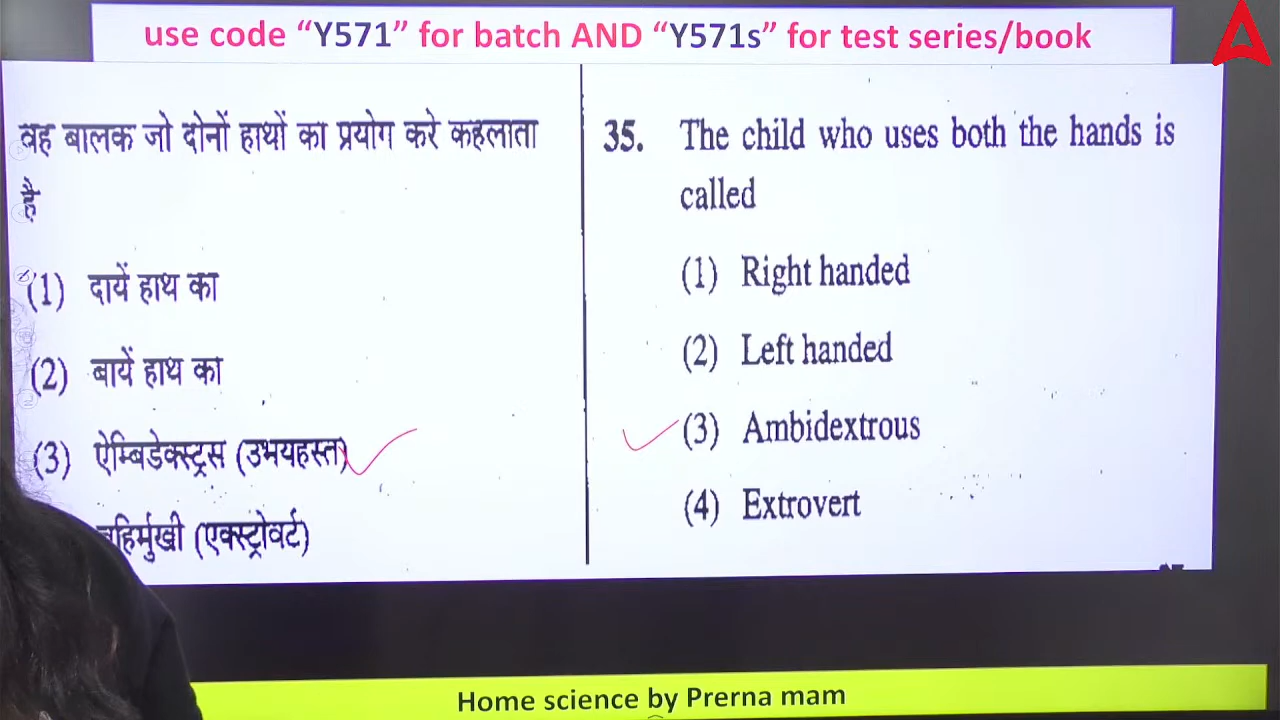 use code “Y571” for batch AND “Y571s” for test series/book
वह बालक जो दोनों हाथों का प्रयोग करे कहलाता
है
(1) दायें हाथ का
(2) बायें हाथ का
(3) ऐम्बिडेक्स्ट्रस (उभयहस्त)
बहिर्मुखी (एक्स्ट्रोवर्ट)
35. The child who uses both the hands is
called
(1) Right handed
(2) Left handed
(3) Ambidextrous
(4) Extrovert
Home science by Prerna mam